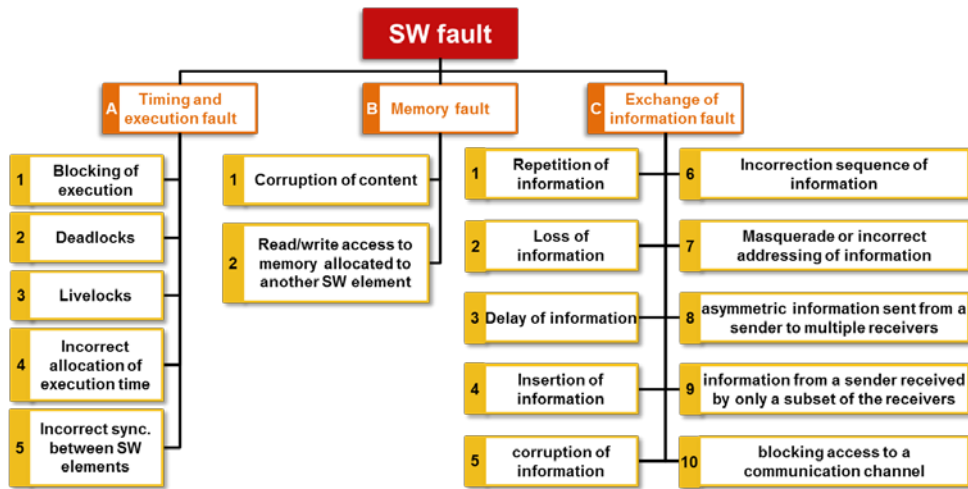 SW fault
A
Timing and
execution fault
B
Memory fault
C
Exchange of
information fault
1
Blocking of
execution
2
Deadlocks
3
Livelocks
4
Incorrect
allocation of
execution time
5
Incorrect sync.
between SW
elements
1
Corruption of content
2
Read/write access to
memory allocated to
another SW element
1
Repetition of
information
2
Loss of
information
3
Delay of information
4
Insertion of
information
5
corruption of
information
6
Incorrection sequence of
information
7
Masquerade or incorrect
addressing of information
8
asymmetric information sent from a
sender to multiple receivers
9
information from a sender received
by only a subset of the receivers
10
blocking access to a
communication channel